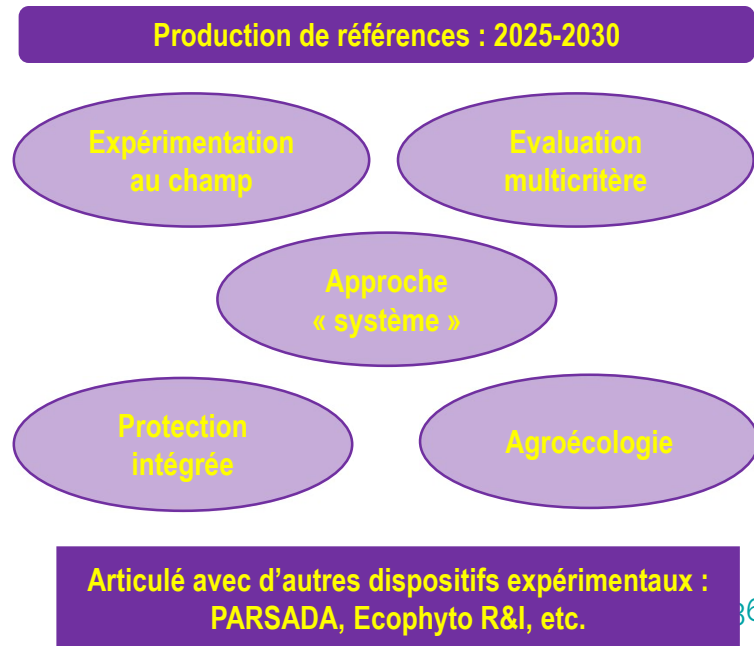 Production de références : 2025-2030
Expérimentation
au champ
Evaluation
multicritère
Approche
« système »
Protection
intégrée
Agroécologie
Articulé avec d'autres dispositifs expérimentaux :
PARSADA, Ecophyto R&I, etc.